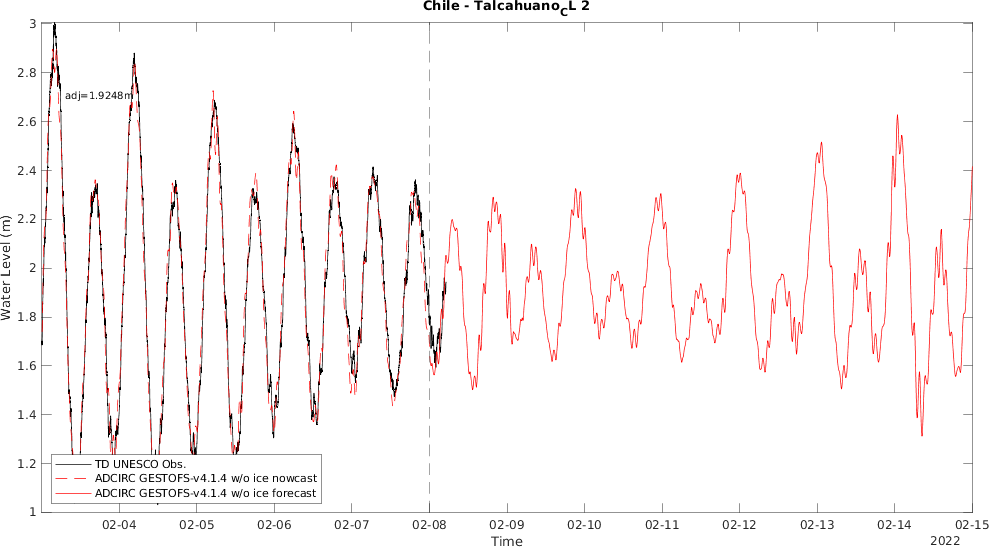 Chile - Talcahuano_CL 2
Water Level (m)
3
2.8
2.6
2.4
2.2
2
1.8
1.6
1.4
1.2
1
adj=1.9248m
TD UNESCO Obs.
ADCIRC GESTOFS-v4.1.4 w/o ice nowcast
ADCIRC GESTOFS-v4.1.4 w/o ice forecast
02-04 02-05 02-06 02-07 02-08 02-09 02-10 02-11 02-12 02-13 02-14 02-15
Time
2022